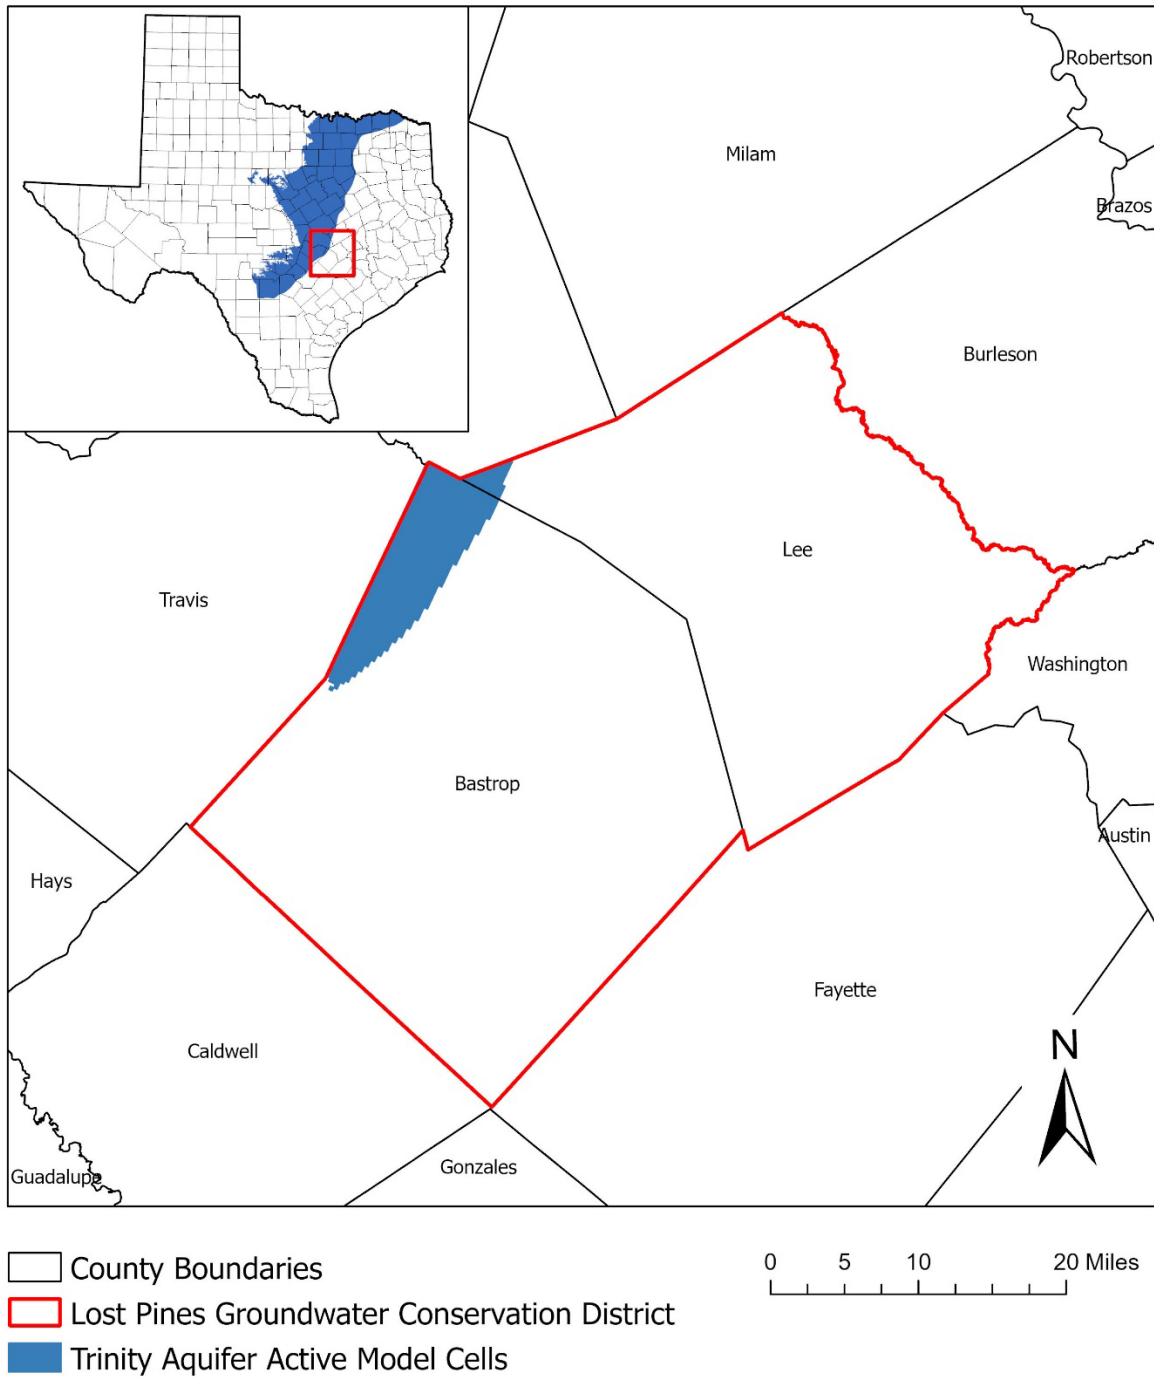 Robertson
Milam
Brazos
Burleson
Lee
Travis
Washington
Bastrop
Austin
Hays
Fayette
Caldwell
N
Gonzales
Guadalupe
County Boundaries
Lost Pines Groundwater Conservation District
Trinity Aquifer Active Model Cells
0 5 10 20 Miles